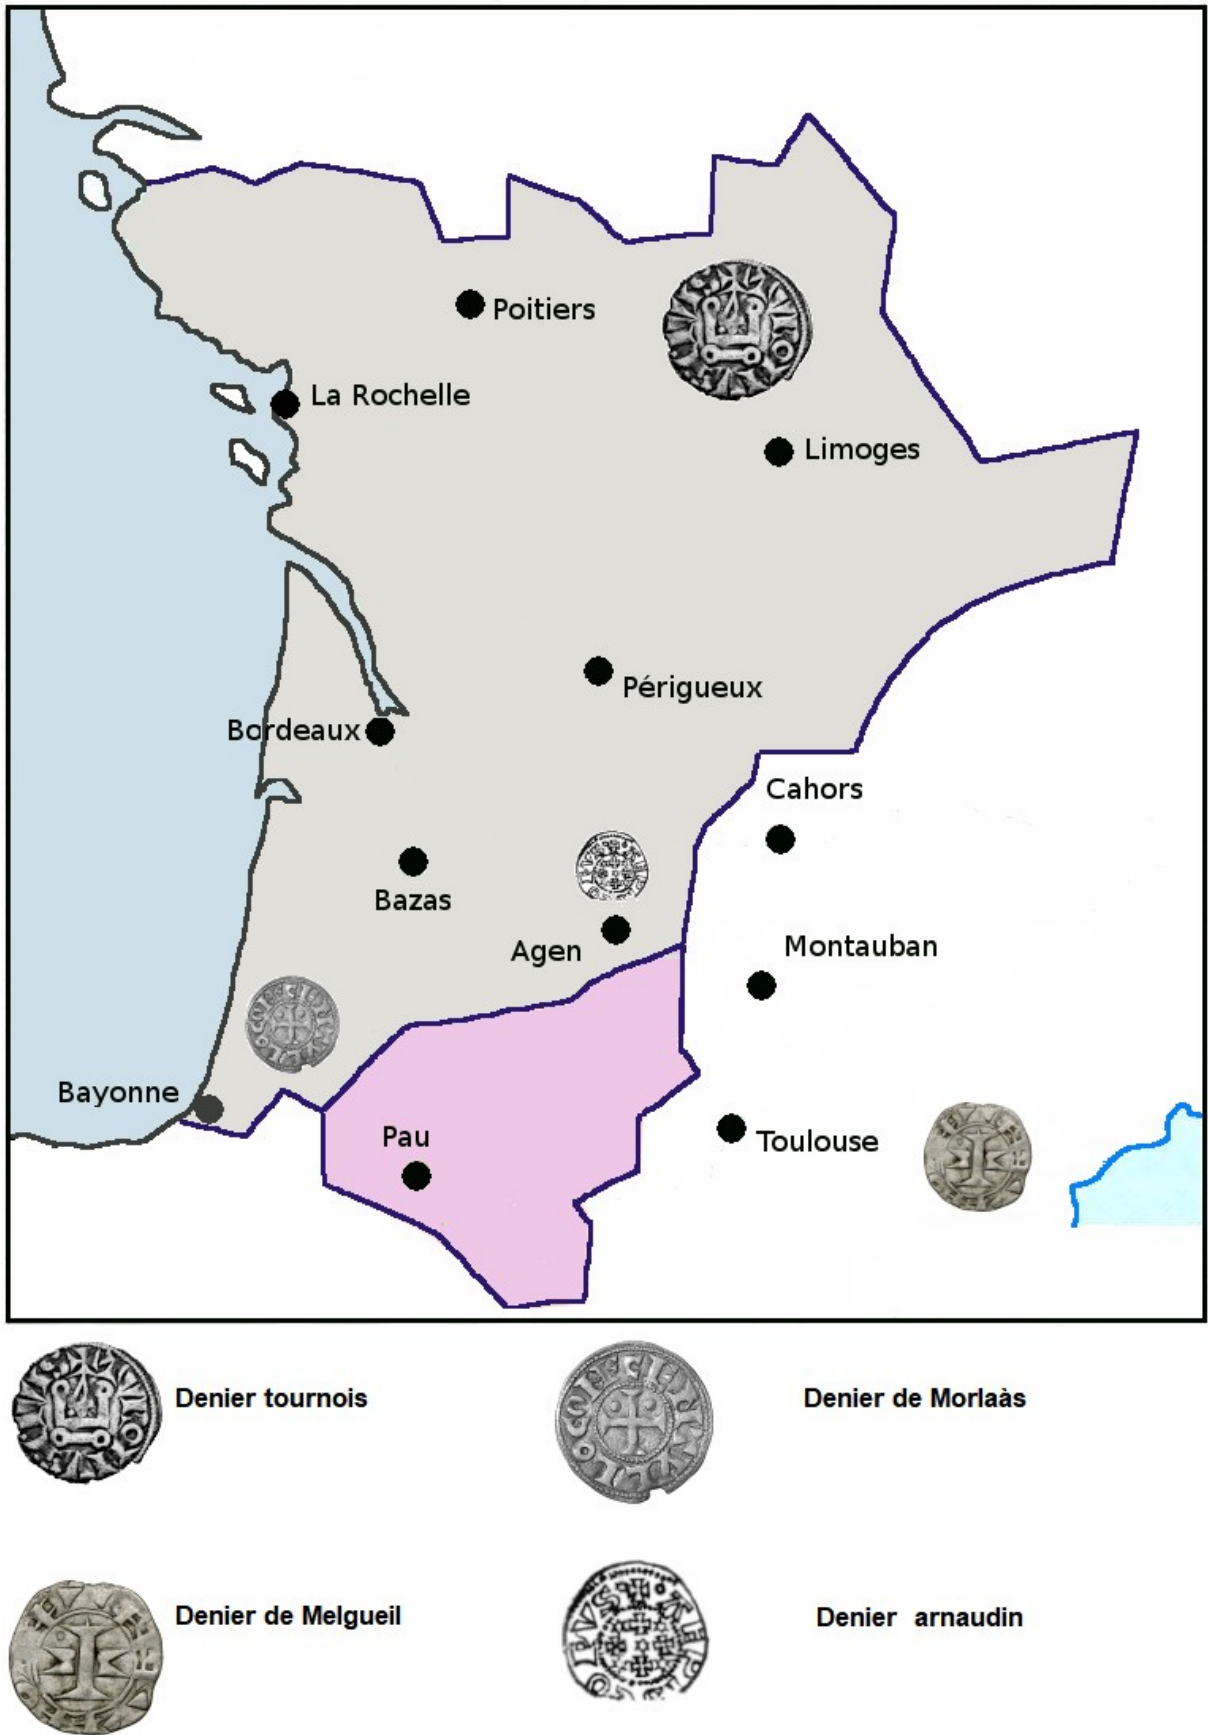 Poitiers
La Rochelle
Limoges
Périgueux
Bordeaux
Cahors
Bazas
Agen
Montauban
Bayonne
Pau
Toulouse
Denier tournois
Denier de Morlaàs
Denier de Melgueil
Denier arnaudin